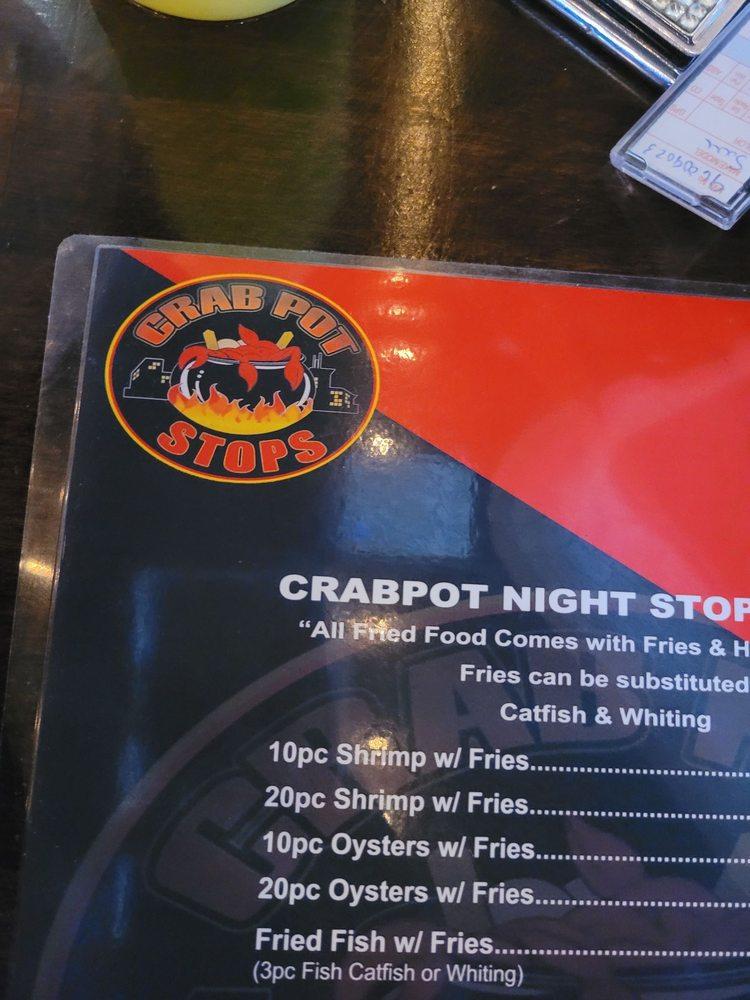 CRAB POT
STOPS
CRABPOT NIGHT STOP
“All Fried Food Comes with Fries & H
Fries can be substituted
Catfish & Whiting
10pc Shrimp w/ Fries..............................
20pc Shrimp w/ Fries..............................
10pc Oysters w/ Fries.............................
20pc Oysters w/ Fries.............................
Fried Fish w/ Fries...................................
(3pc Fish Catfish or Whiting)